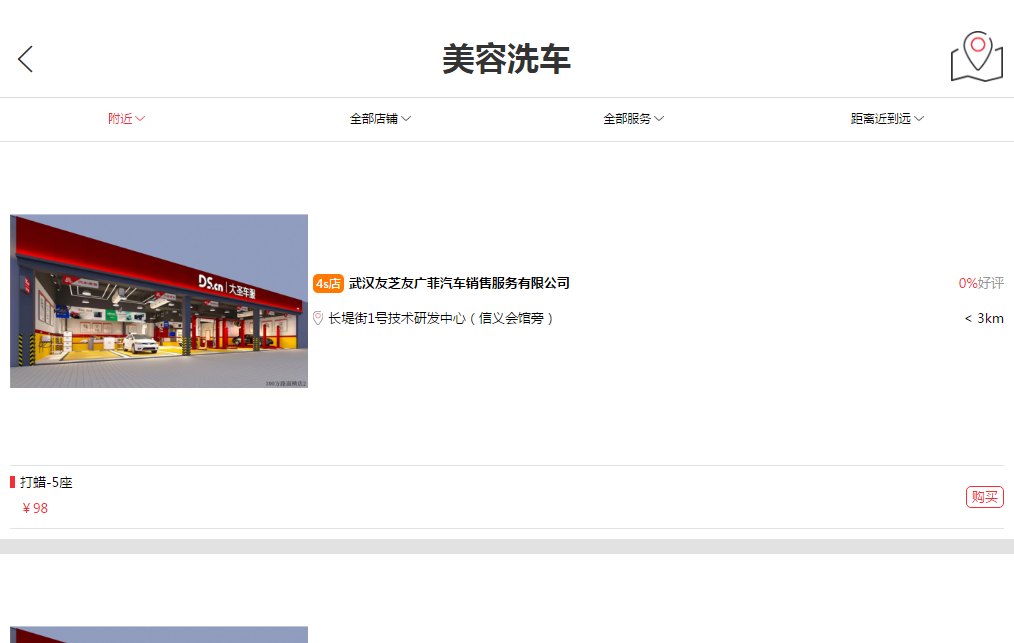 美容洗车
附近 全部店铺 全部服务 距离近到远
DS.cn | 大圣车服
4s店 武汉友芝友广菲汽车销售服务有限公司 0%好评
长堤街1号技术研发中心（信义会馆旁） < 3km
打蜡-5座
￥98 购买